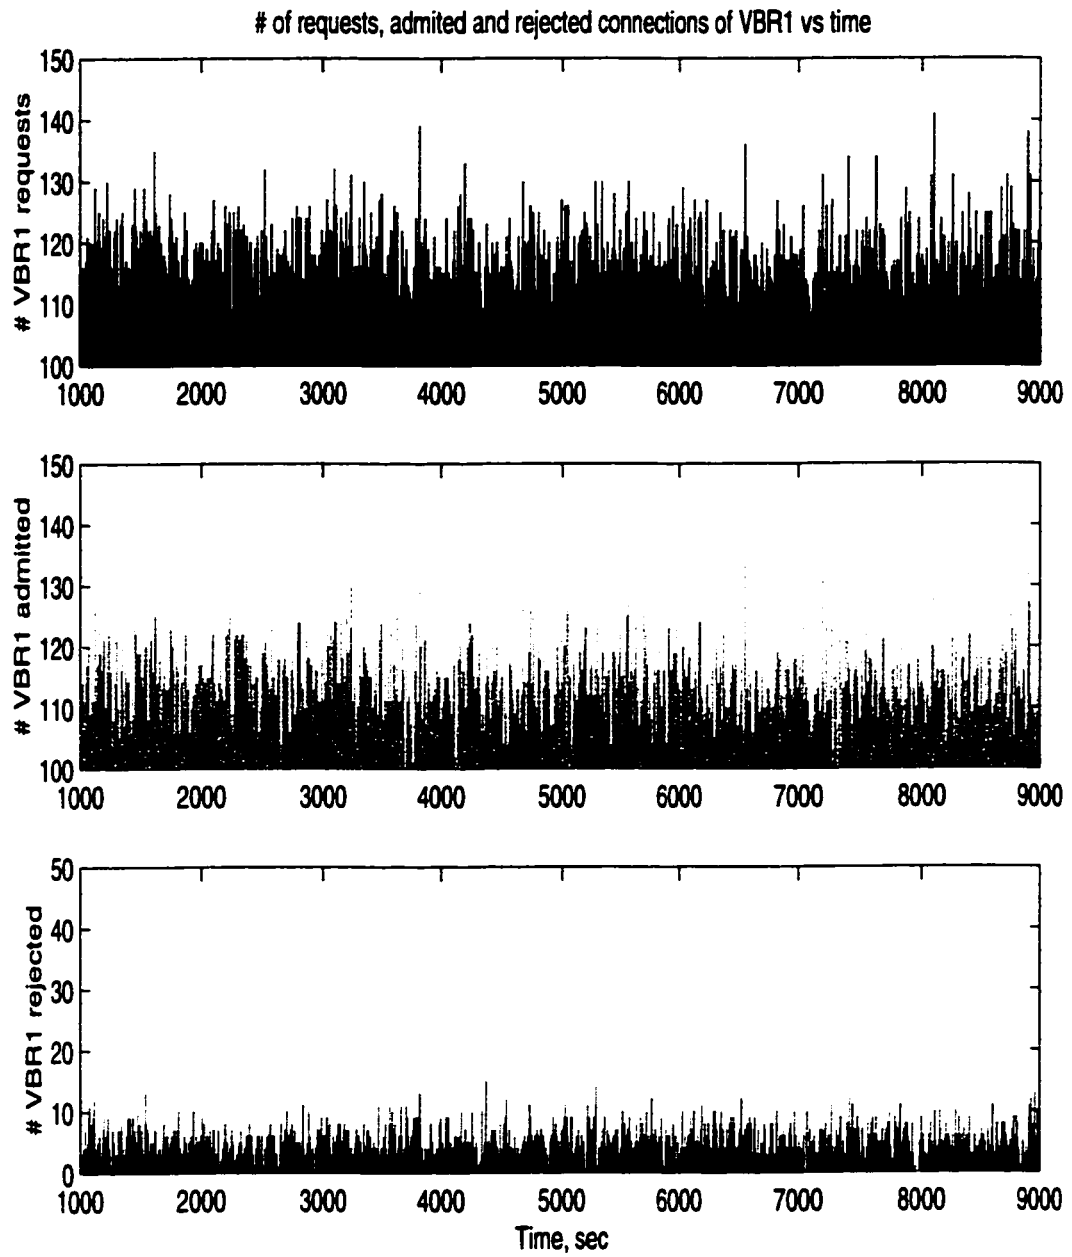 # of requests, admited and rejected connections of VBR1 vs time
150
140
130
120
110
100
# VBR1 requests
1000 2000 3000 4000 5000 6000 7000 8000 9000
150
140
130
120
110
100
# VBR1 admitted
1000 2000 3000 4000 5000 6000 7000 8000 9000
50
40
30
20
10
0
# VBR1 rejected
1000 2000 3000 4000 5000 6000 7000 8000 9000
Time, sec